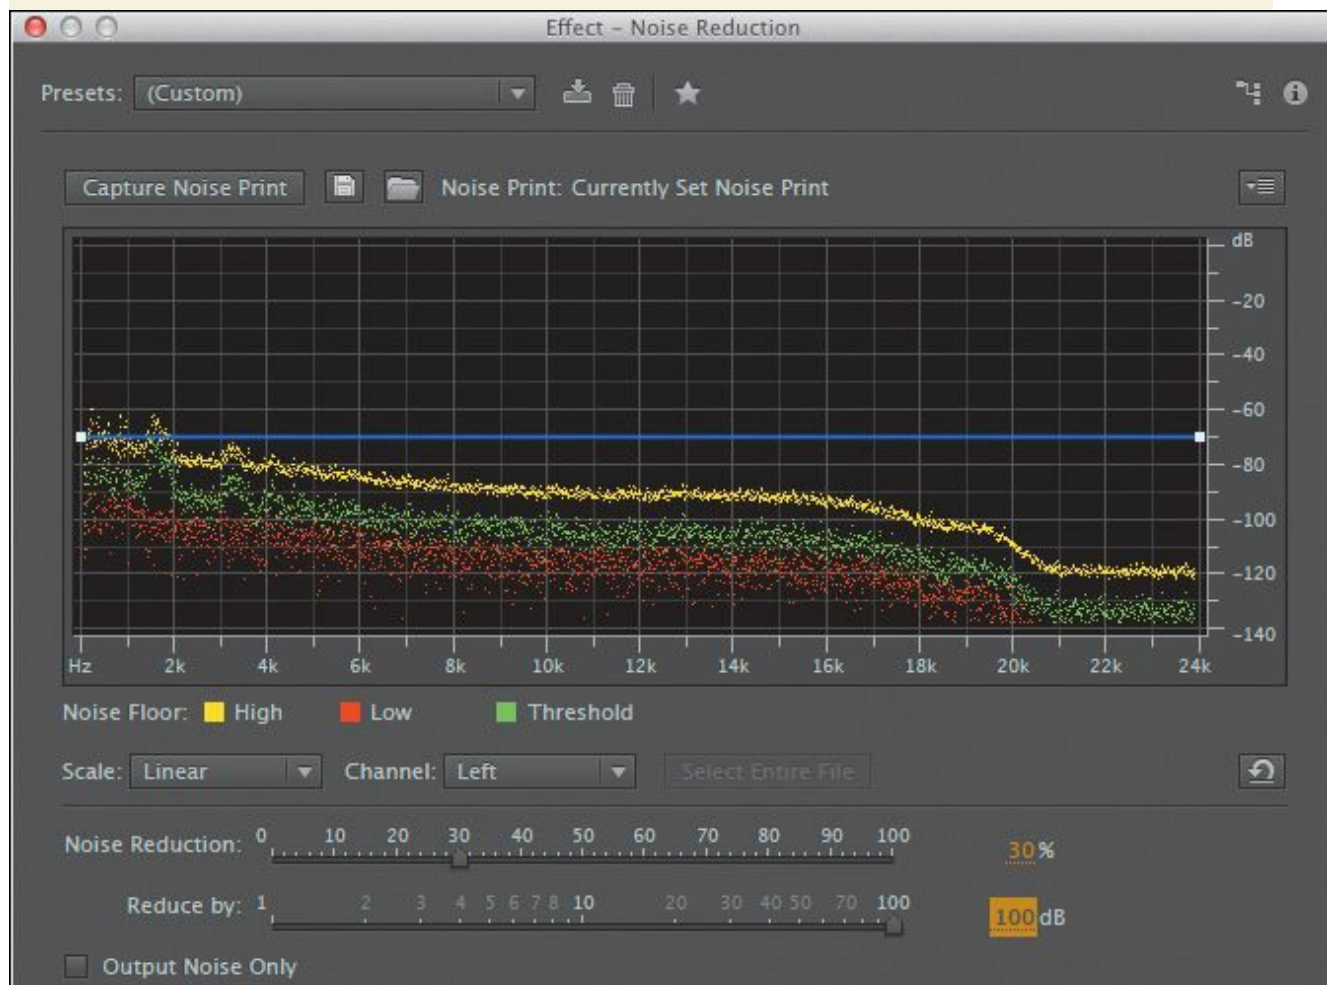 Effect – Noise Reduction
Presets: (Custom)
Capture Noise Print Noise Print: Currently Set Noise Print
dB
-20
-40
-60
-80
-100
-120
-140
Hz 2k 4k 6k 8k 10k 12k 14k 16k 18k 20k 22k 24k
Noise Floor: High Low Threshold
Scale: Linear Channel: Left Select Entire File
0 10 20 30 40 50 60 70 80 90 100
Noise Reduction: 30 %
Reduce by: 1 2 3 4 5 6 7 8 10 20 30 40 50 70 100
100 dB
Output Noise Only